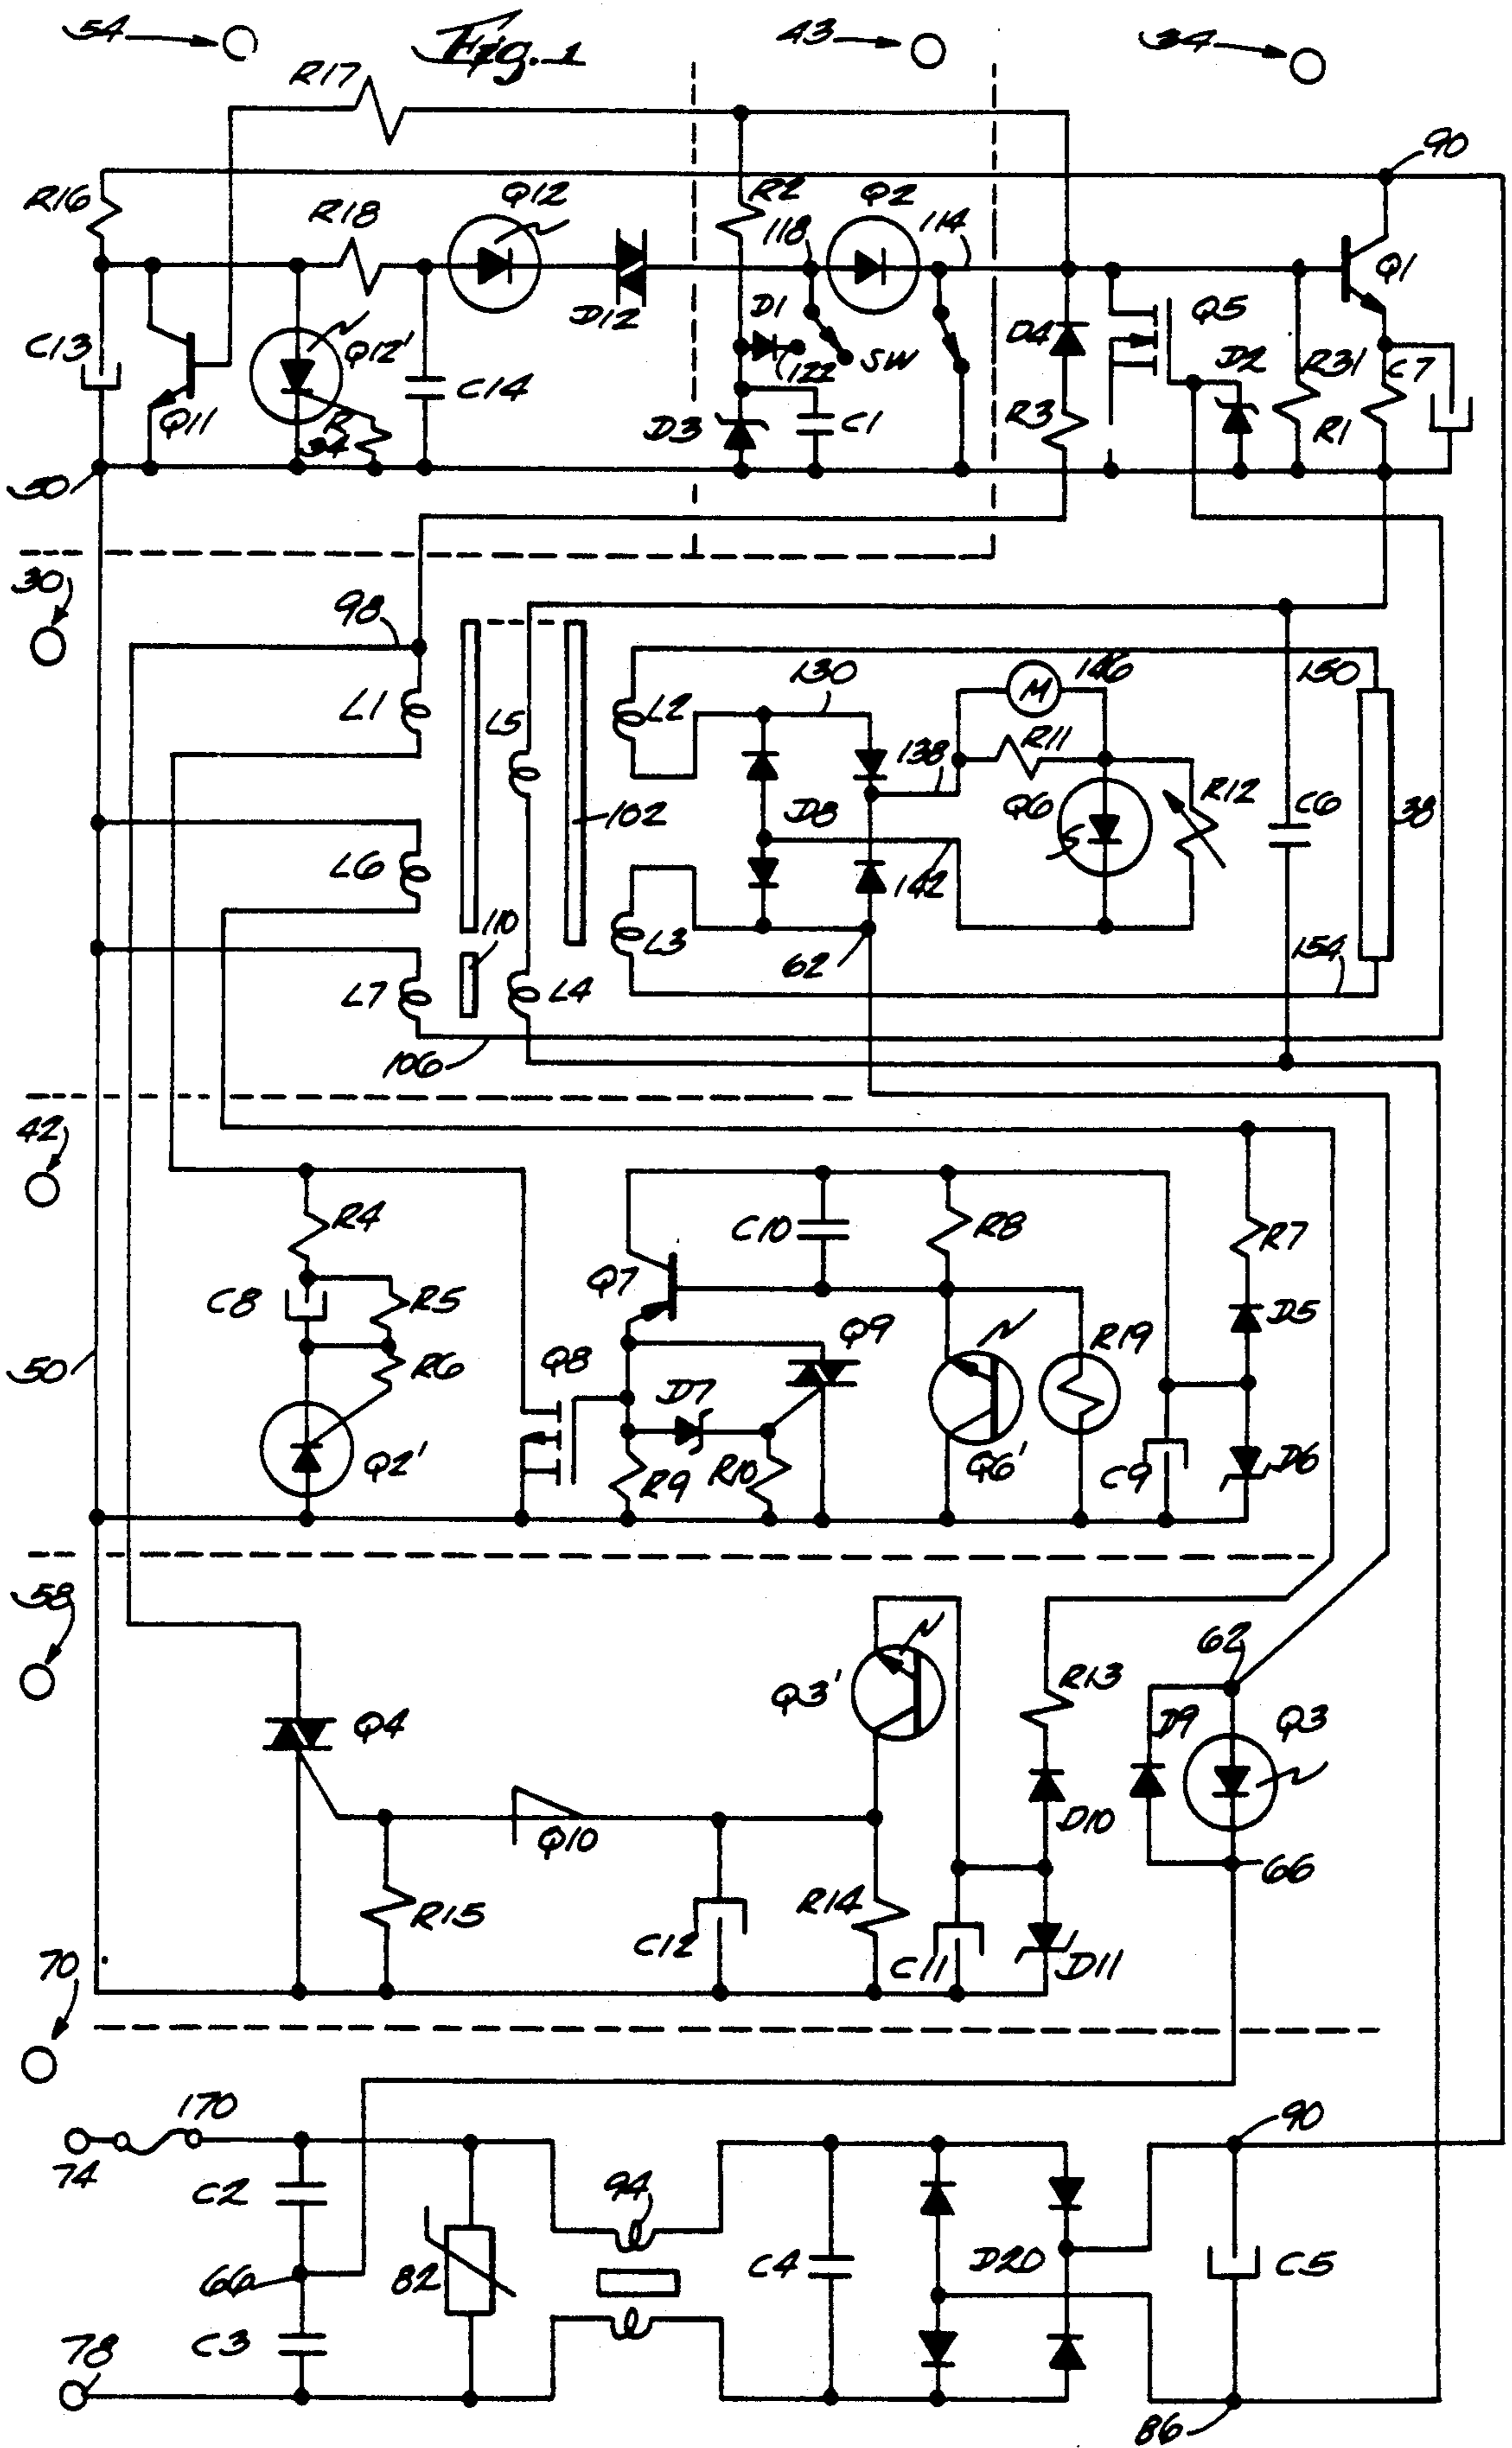 54
Fig. 1
43
34
R17
90
R16
R18
Q12
R2
118
Q2
114
Q1
C13
Q12'
D12
D1
D4
Q5
D2
R31
C7
Q11
R
34
C14
D3
122
SW
C1
R3
R1
50
30
98
L1
L5
L2
130
M
146
150
R11
138
Q6
R12
C6
38
102
D8
L6
142
110
L3
62
154
L7
L4
106
42
R4
C10
R8
R7
C8
R5
Q7
D5
R6
Q9
R19
50
Q8
D7
Q2'
R9
R10
Q6'
C9
D6
58
62
Q3'
R13
D9
Q3
Q4
D10
Q10
66
R15
R14
C12
C11
D11
70
170
90
74
C2
94
66
82
C4
D20
C5
C3
78
86